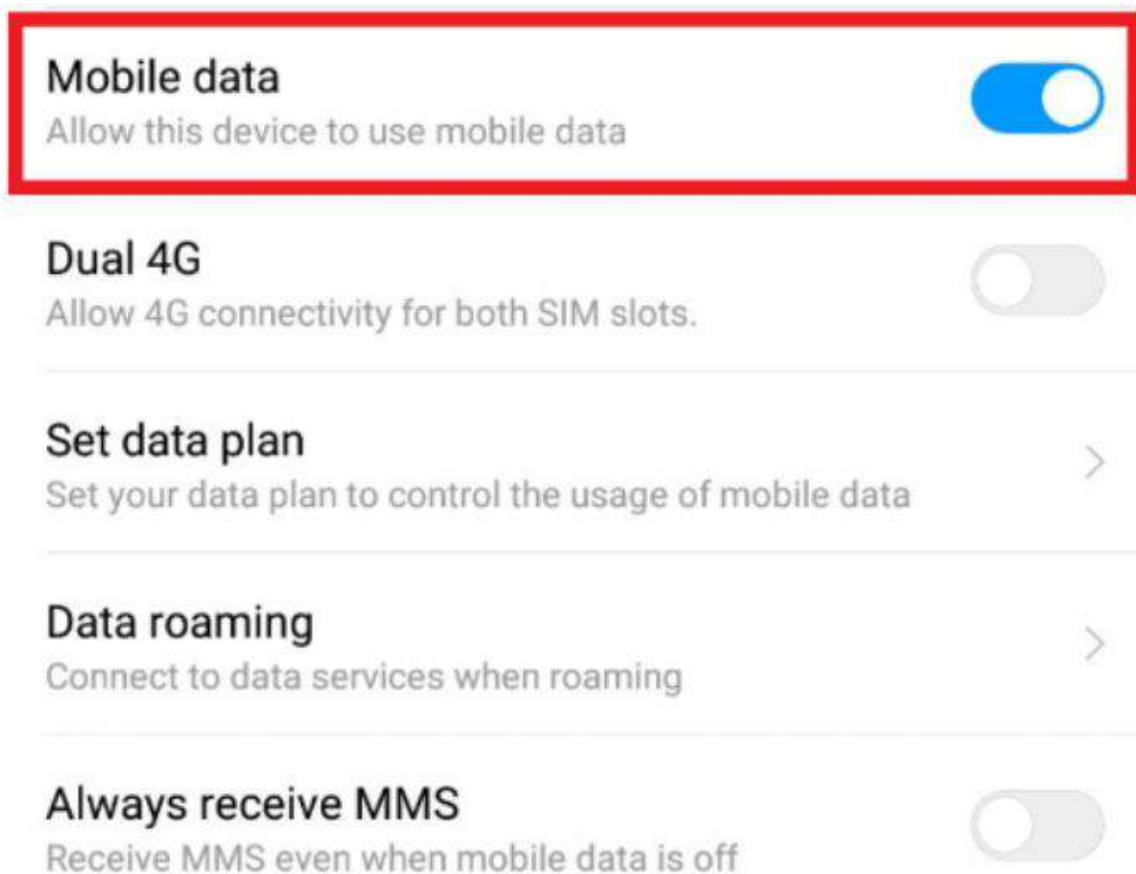 Mobile data
Allow this device to use mobile data
Dual 4G
Allow 4G connectivity for both SIM slots.
Set data plan
Set your data plan to control the usage of mobile data
Data roaming
Connect to data services when roaming
Always receive MMS
Receive MMS even when mobile data is off